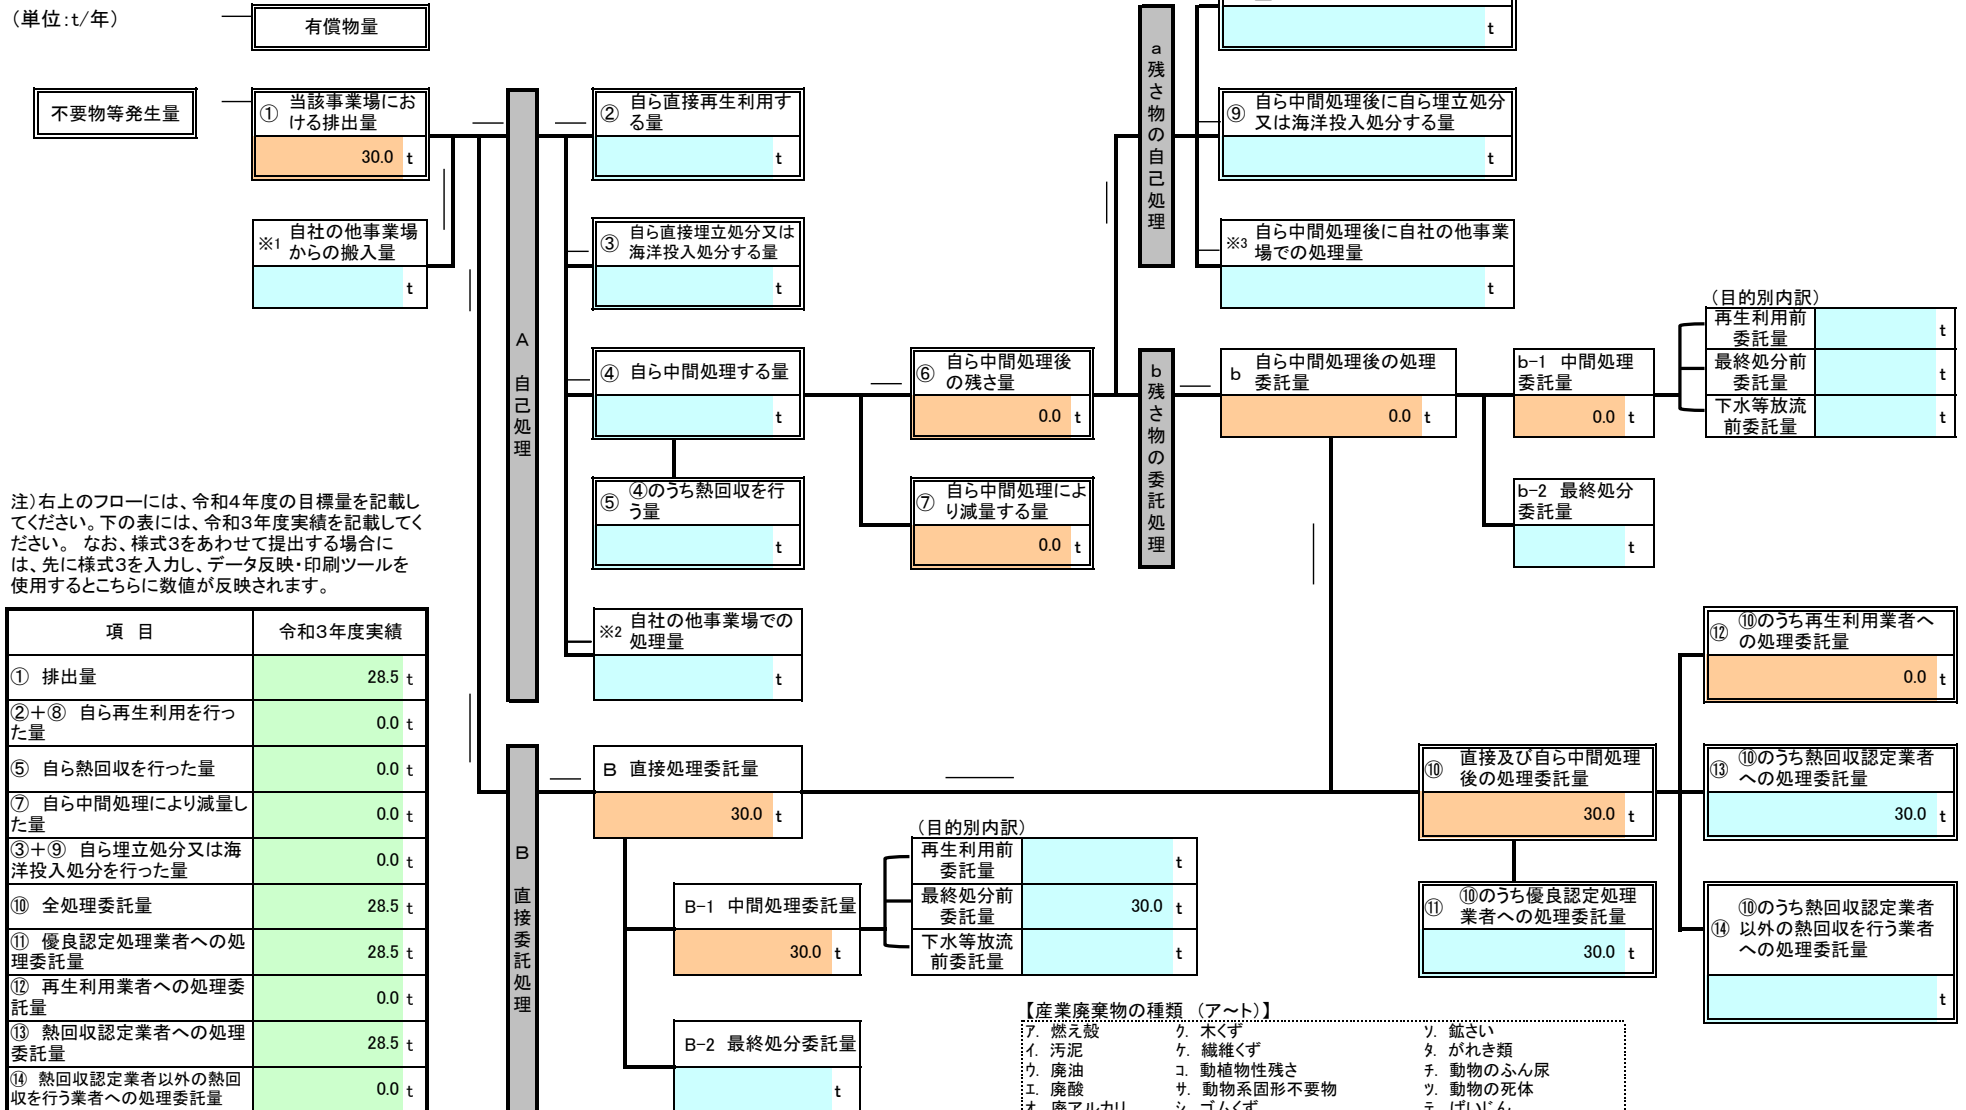 （単位：t/年）
有償物量
不要物等発生量
① 当該事業場にお
ける排出量
30.0 t
※1 自社の他事業場
からの搬入量
t
A 自己処理
② 自ら直接再生利用す
る量
t
③ 自ら直接埋立処分又は
海洋投入処分する量
t
④ 自ら中間処理する量
t
⑤ ④のうち熱回収を行
う量
t
※2 自社の他事業場での
処理量
t
⑥ 自ら中間処理後
の残さ量
0.0 t
⑦ 自ら中間処理によ
り減量する量
0.0 t
a 残さ物の自己処理
t
⑨ 自ら中間処理後に自ら埋立処分
又は海洋投入処分する量
t
※3 自ら中間処理後に自社の他事業
場での処理量
t
b 残さ物の委託処理
b 自ら中間処理後の処理
委託量
0.0 t
b-1 中間処理
委託量
0.0 t
b-2 最終処分
委託量
t
（目的別内訳）
再生利用前
委託量
t
最終処分前
委託量
t
下水等放流
前委託量
t
注）右上のフローには、令和４年度の目標量を記載し
てください。下の表には、令和３年度実績を記載してく
ださい。 なお、様式３をあわせて提出する場合に
は、先に様式３を入力し、データ反映・印刷ツールを
使用するとこちらに数値が反映されます。
項 目 令和３年度実績
① 排出量 28.5 t
②＋⑧ 自ら再生利用を行っ
た量 0.0 t
⑤ 自ら熱回収を行った量 0.0 t
⑦ 自ら中間処理により減量し
た量 0.0 t
③＋⑨ 自ら埋立処分又は海
洋投入処分を行った量 0.0 t
⑩ 全処理委託量 28.5 t
⑪ 優良認定処理業者への処
理委託量 28.5 t
⑫ 再生利用業者への処理委
託量 0.0 t
⑬ 熱回収認定業者への処理
委託量 28.5 t
⑭ 熱回収認定業者以外の熱回
収を行う業者への処理委託量 0.0 t
B 直接委託処理
B 直接処理委託量
30.0 t
B-1 中間処理委託量
30.0 t
B-2 最終処分委託量
t
（目的別内訳）
再生利用前
委託量
t
最終処分前
委託量
30.0 t
下水等放流
前委託量
t
⑩ 直接及び自ら中間処理
後の処理委託量
30.0 t
⑪ ⑩のうち優良認定処理
業者への処理委託量
30.0 t
⑫ ⑩のうち再生利用業者へ
の処理委託量
0.0 t
⑬ ⑩のうち熱回収認定業者
への処理委託量
30.0 t
⑭ ⑩のうち熱回収認定業者
以外の熱回収を行う業者
への処理委託量
t
【産業廃棄物の種類 （ア～ト）】
ｱ. 燃え殻 ｸ. 木くず ｿ. 鉱さい
ｲ. 汚泥 ｹ. 繊維くず ﾀ. がれき類
ｳ. 廃油 ｺ. 動植物性残さ ﾁ. 動物のふん尿
ｴ. 廃酸 ｻ. 動物系固形不要物 ﾂ. 動物の死体
ｵ. 廃アルカリ ｼ. ゴムくず ﾃ. ばいじん